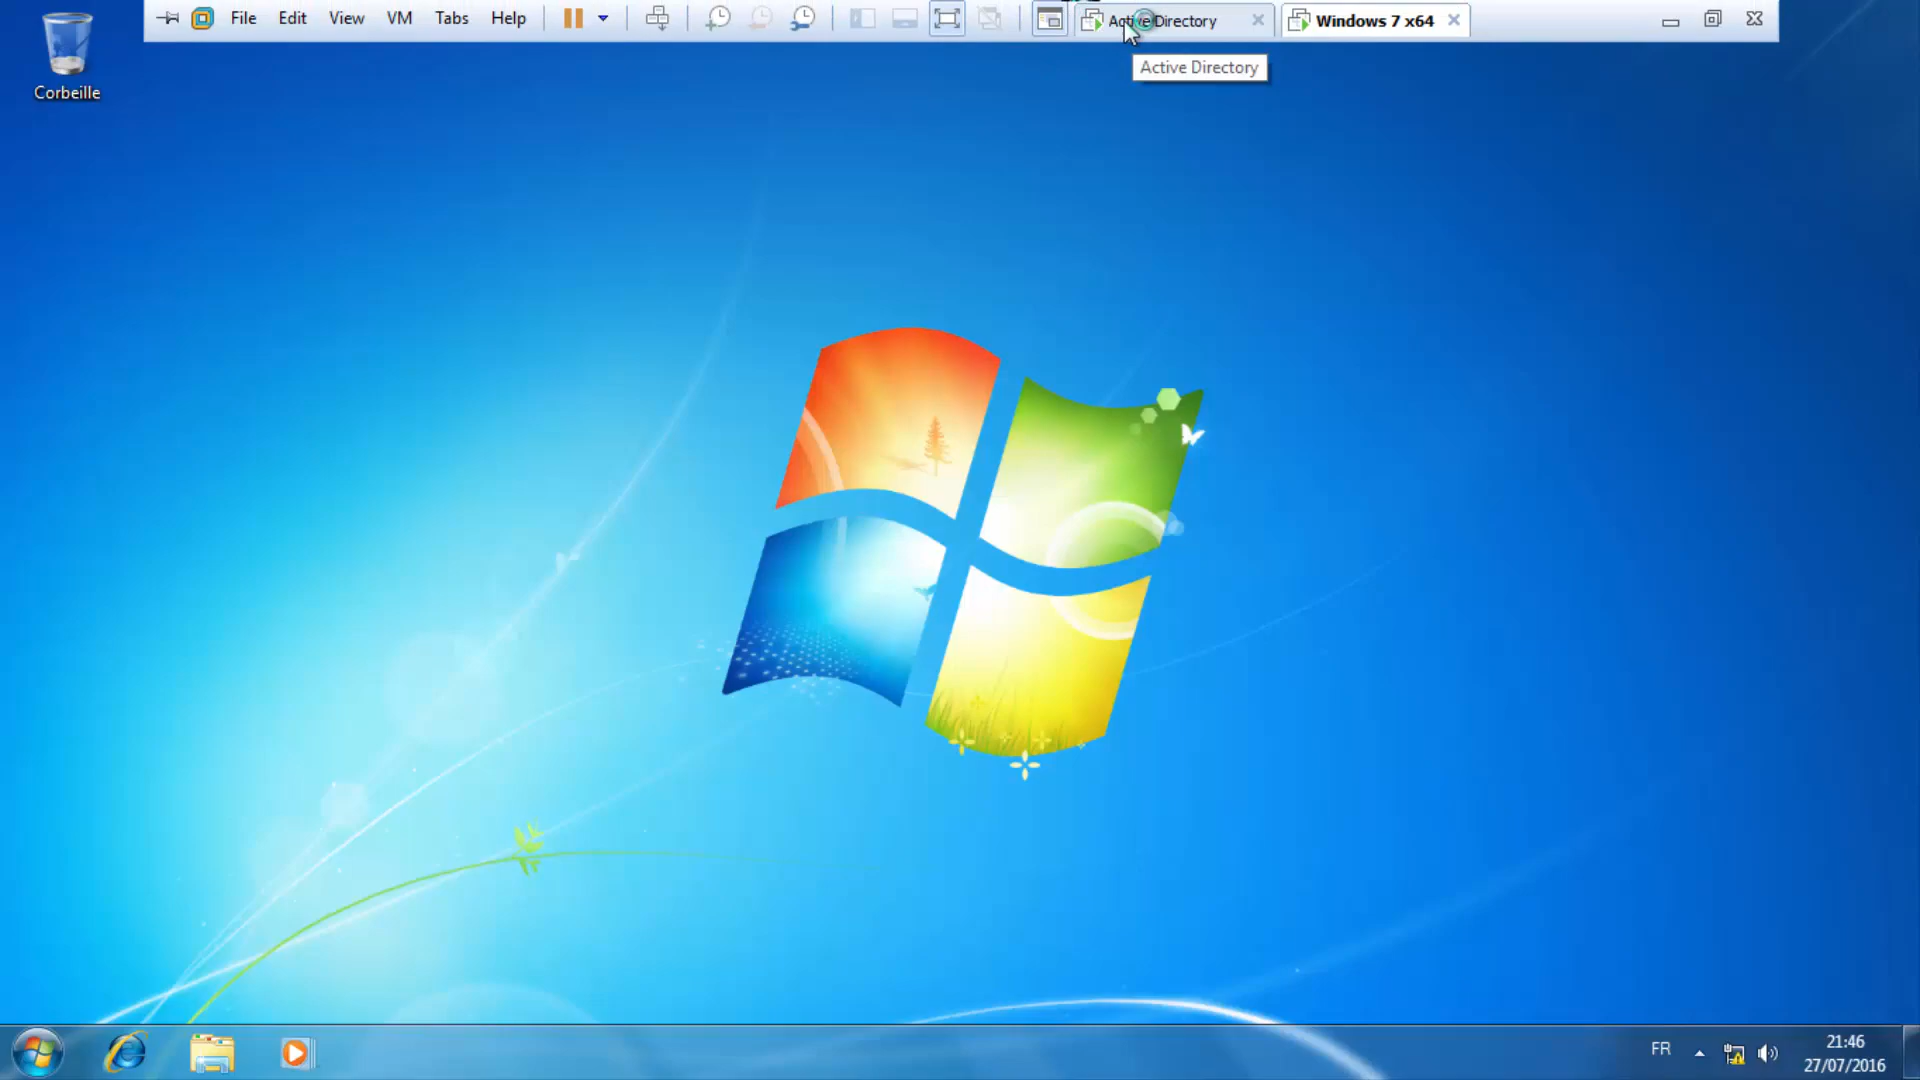 File Edit View VM Tabs Help
Active Directory
Windows 7 x64
Active Directory
Corbeille
FR
21:46
27/07/2016